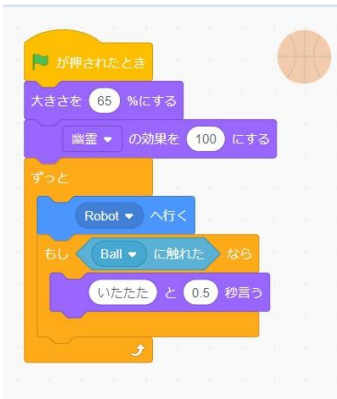 が押されたとき
大きさを 65 %にする
幽霊 の効果を 100 にする
ずっと
Robot へ行く
もし Ball に触れた なら
いたたた と 0.5 秒言う